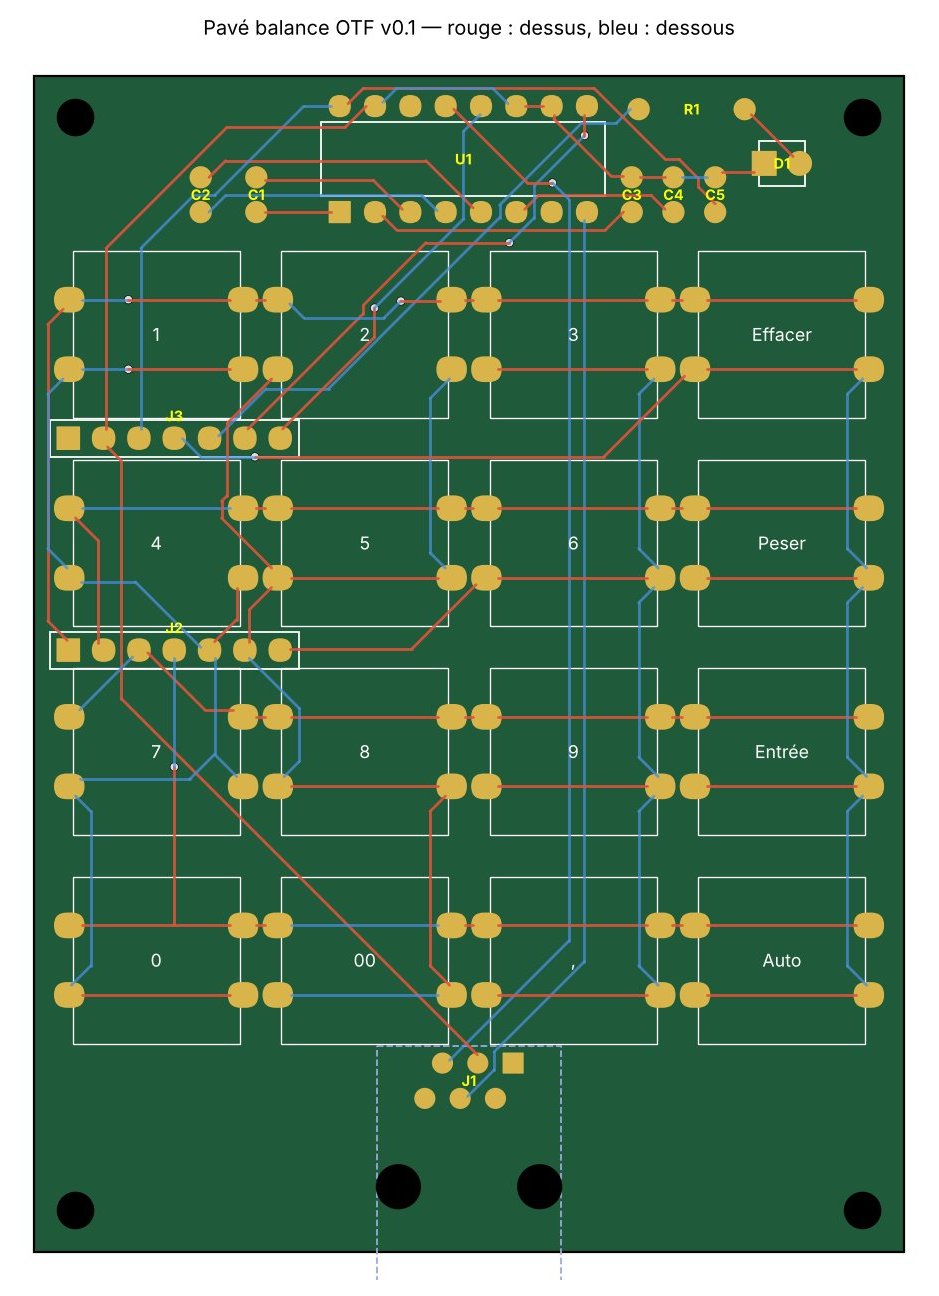 Pavé balance OTF v0.1 — rouge : dessus, bleu : dessous
R1
U1
D1
C2
C1
C3
C4
C5
1
2
3
Effacer
J3
4
5
6
Peser
J2
7
8
9
Entrée
0
00
,
Auto
J1